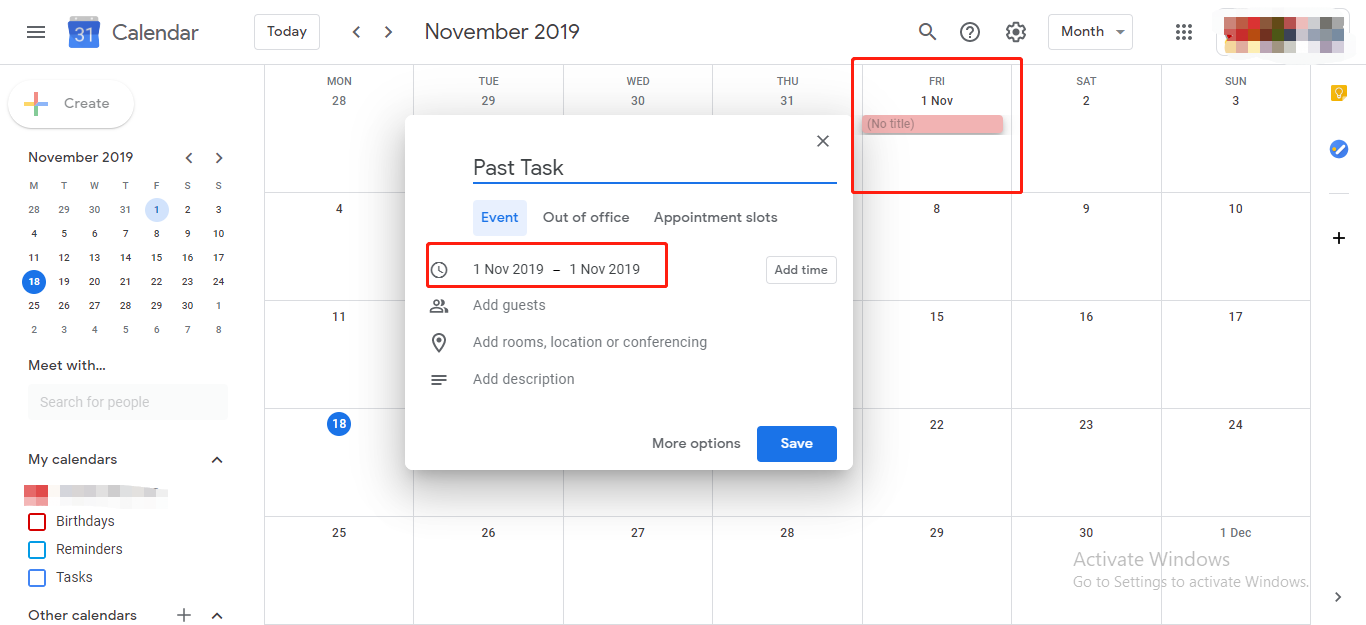 31 Calendar Today November 2019 Month
Create
November 2019
M T W T F S S
28 29 30 31 1 2 3
4 5 6 7 8 9 10
11 12 13 14 15 16 17
18 19 20 21 22 23 24
25 26 27 28 29 30 1
2 3 4 5 6 7 8
Meet with...
Search for people
My calendars
Birthdays
Reminders
Tasks
Other calendars
MON TUE WED THU FRI SAT SUN
28 29 30 31 1 Nov 2 3
(No title)
4 8 9 10
11 15 16 17
18 22 23 24
25 26 27 28 29 30 1 Dec
Past Task
Event Out of office Appointment slots
1 Nov 2019 – 1 Nov 2019 Add time
Add guests
Add rooms, location or conferencing
Add description
More options Save
Activate Windows
Go to Settings to activate Windows.